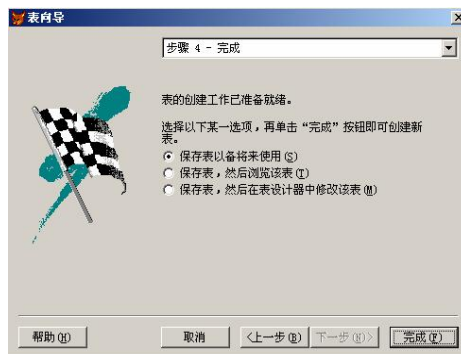 表向导
步骤 4 - 完成
表的创建工作已准备就绪。
选择以下某一选项，再单击“完成”按钮即可创建新
表。
保存表以备将来使用(S)
保存表，然后浏览该表(T)
保存表，然后在表设计器中修改该表(M)
帮助(H)
取消
<上一步(B)
下一步(N)>
完成(F)